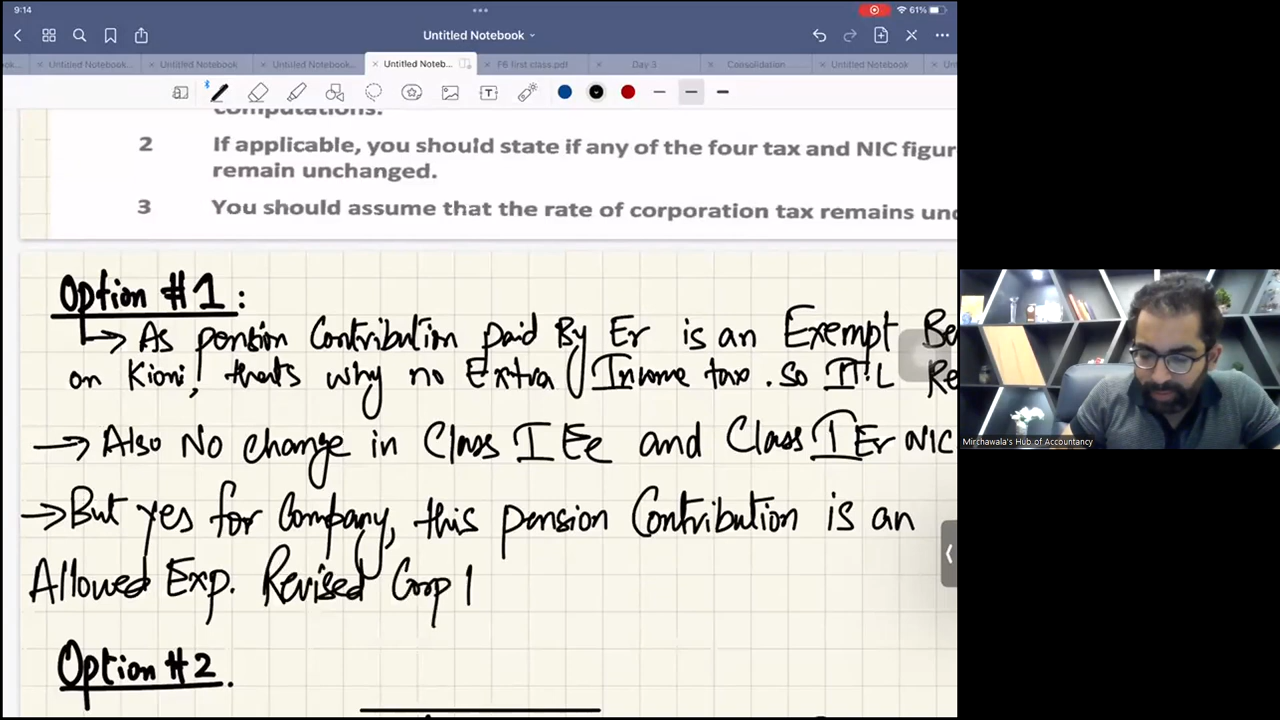 9:14
61%
Untitled Notebook
Untitled Notebook...
Untitled Notebook
Untitled Notebook...
Untitled Noteb...
F6 first class.pdf
Day 3
Consolidation
Untitled Notebook
computations.
2 If applicable, you should state if any of the four tax and NIC figur
remain unchanged.
3 You should assume that the rate of corporation tax remains un
Option #1:
As pension Contribution paid By Er is an Exempt Be
on Kioni, that's why no Extra Income tax. so IT.L Re
Also No change in Class I Ee and Class I Er NIC
But yes for Company, this pension Contribution is an
Allowed Exp. Revised Corp
Option #2.
Mirchawala's Hub of Accountancy